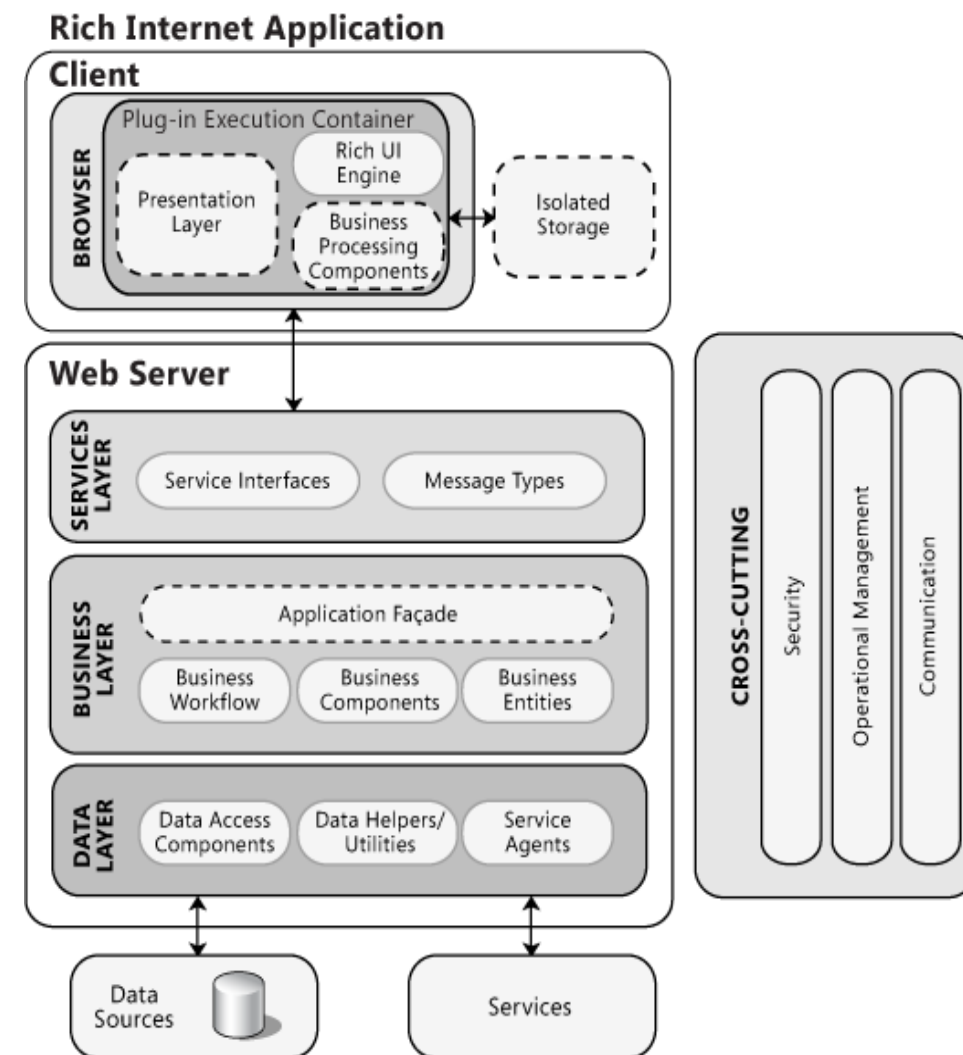 Rich Internet Application
Client
BROWSER
Plug-in Execution Container
Presentation
Layer
Rich UI
Engine
Business
Processing
Components
Isolated
Storage
Web Server
SERVICES
LAYER
Service Interfaces
Message Types
BUSINESS
LAYER
Application Façade
Business
Workflow
Business
Components
Business
Entities
DATA
LAYER
Data Access
Components
Data Helpers/
Utilities
Service
Agents
Data
Sources
Services
CROSS-CUTTING
Security
Operational Management
Communication